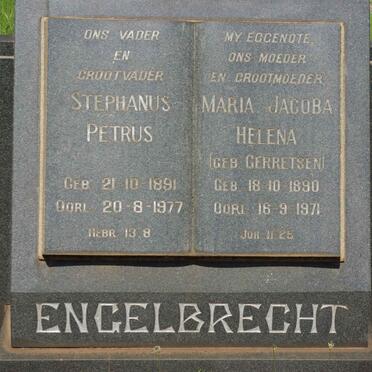 ONS VADER
EN
GROOTVADER
STEPHANUS
PETRUS
GEB. 21-10-1891
OORL. 20-8-1977
HEBR. 13:8
MY EGGENOTE,
ONS MOEDER
EN GROOTMOEDER
MARIA JACOBA
HELENA
(GEB GERRETSEN)
GEB. 18-10-1890
OORL. 16-9-1971
JOH. 11:25
ENGELBRECHT